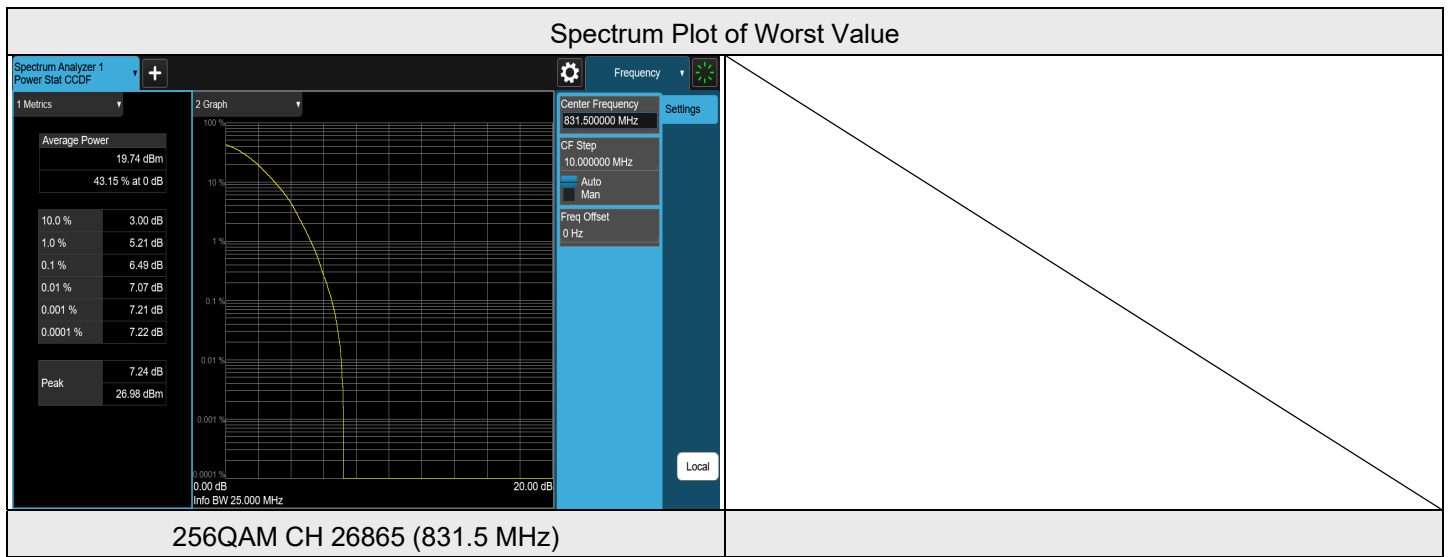 Spectrum Plot of Worst Value
Spectrum Analyzer 1
Power Stat CCDF
+
Frequency
1 Metrics
2 Graph
Center Frequency
831.500000 MHz
Settings
CF Step
10.000000 MHz
Auto
Man
Freq Offset
0 Hz
Average Power
19.74 dBm
43.15 % at 0 dB
10.0 % 3.00 dB
1.0 % 5.21 dB
0.1 % 6.49 dB
0.01 % 7.07 dB
0.001 % 7.21 dB
0.0001 % 7.22 dB
Peak 7.24 dB
26.98 dBm
100 %
10 %
1 %
0.1 %
0.01 %
0.001 %
0.0001 %
0.00 dB 20.00 dB
Info BW 25.000 MHz
Local
256QAM CH 26865 (831.5 MHz)